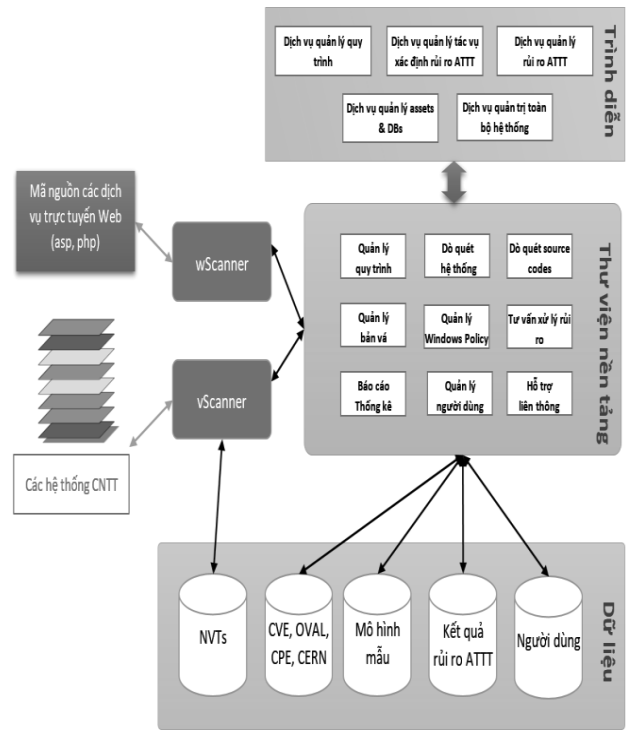 Dịch vụ quản lý quy
trình
Dịch vụ quản lý tác vụ
xác định rủi ro ATTT
Dịch vụ quản lý
rủi ro ATTT
Dịch vụ quản lý assets
& DBs
Dịch vụ quản trị toàn
bộ hệ thống
Trình diễn
Mã nguồn các dịch
vụ trực tuyến Web
(asp, php)
wScanner
vScanner
Các hệ thống CNTT
Quản lý
quy trình
Dò quét
hệ thống
Dò quét source
codes
Quản lý
bản vá
Quản lý
Windows Policy
Tư vấn xử lý rủi
ro
Báo cáo
Thống kê
Quản lý
người dùng
Hỗ trợ
liên thông
Thư viện nền tảng
NVTs
CVE, OVAL,
CPE, CERN
Mô hình
mẫu
Kết quả
rủi ro ATTT
Người dùng
Dữ liệu